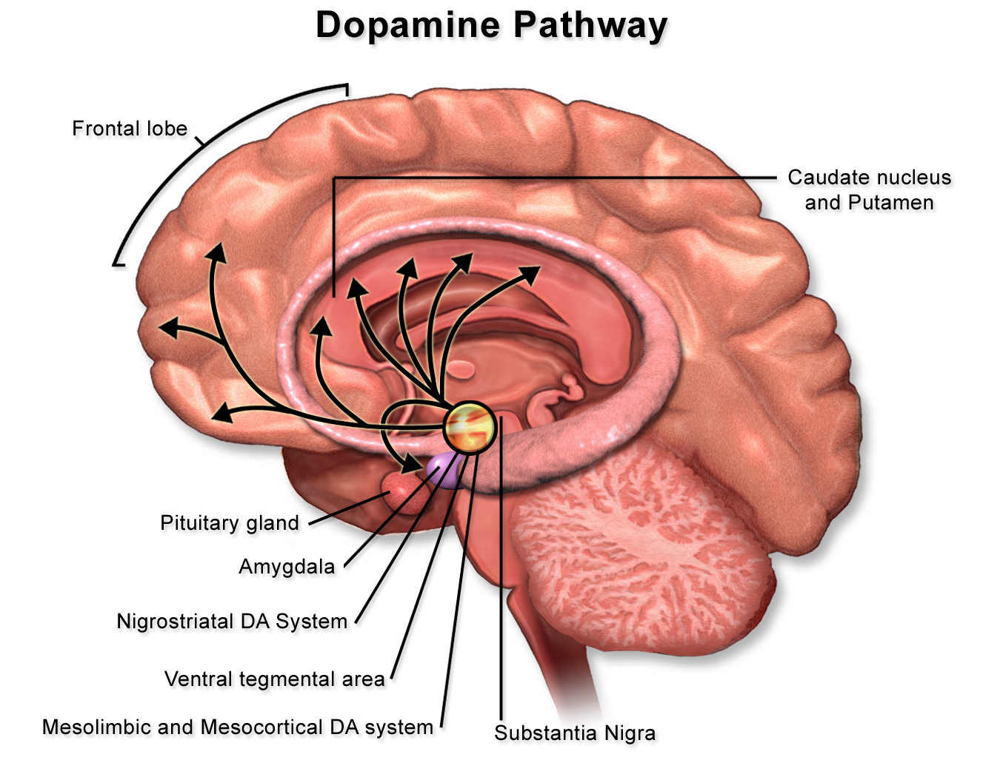 Dopamine Pathway
Frontal lobe
Caudate nucleus
and Putamen
Pituitary gland
Amygdala
Nigrostriatal DA System
Ventral tegmental area
Mesolimbic and Mesocortical DA system
Substantia Nigra